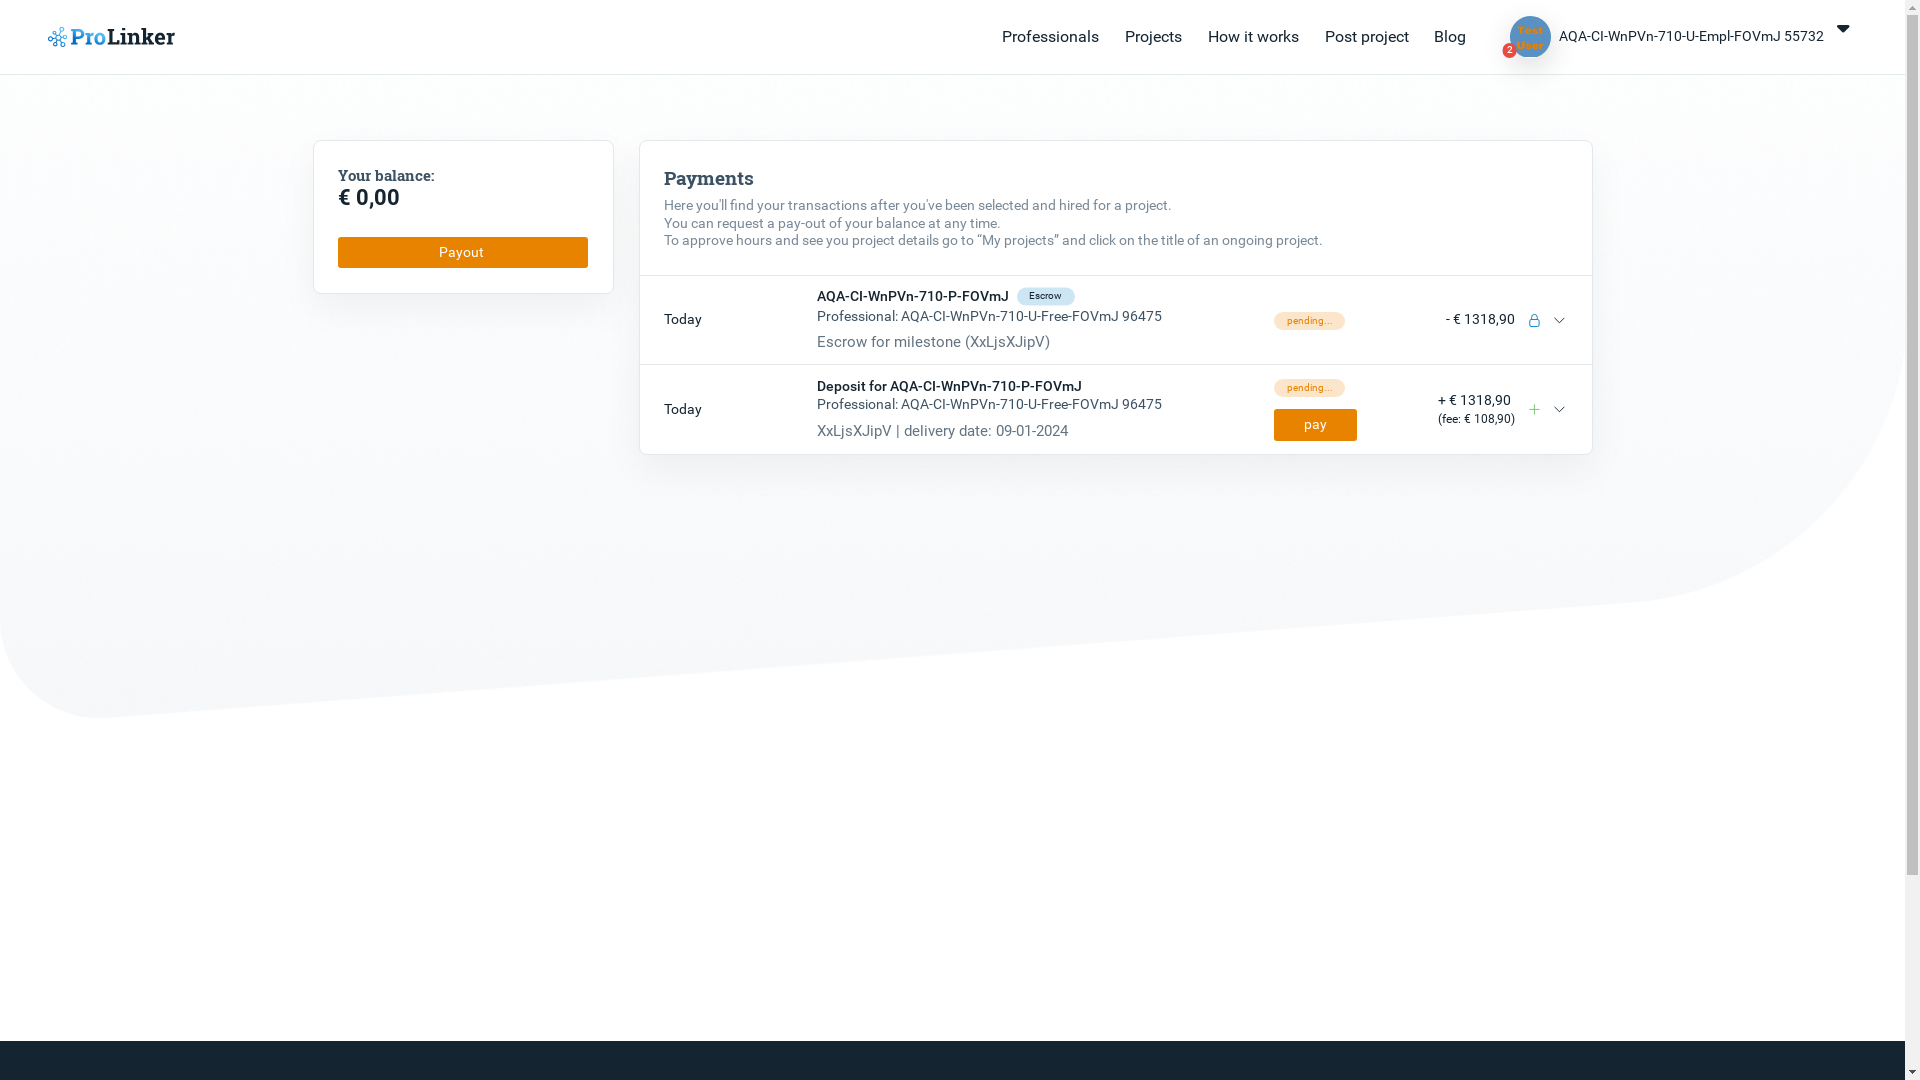 ProLinker
Professionals
Projects
How it works
Post project
Blog
Test
User
2
AQA-CI-WnPVn-710-U-Empl-FOVmJ 55732
Your balance:
€ 0,00
Payout
Payments
Here you'll find your transactions after you've been selected and hired for a project.
You can request a pay-out of your balance at any time.
To approve hours and see you project details go to “My projects” and click on the title of an ongoing project.
Today
AQA-CI-WnPVn-710-P-FOVmJ Escrow
Professional: AQA-CI-WnPVn-710-U-Free-FOVmJ 96475
Escrow for milestone (XxLjsXJipV)
pending...
- € 1318,90
Today
Deposit for AQA-CI-WnPVn-710-P-FOVmJ
Professional: AQA-CI-WnPVn-710-U-Free-FOVmJ 96475
XxLjsXJipV | delivery date: 09-01-2024
pending...
pay
+ € 1318,90
(fee: € 108,90)